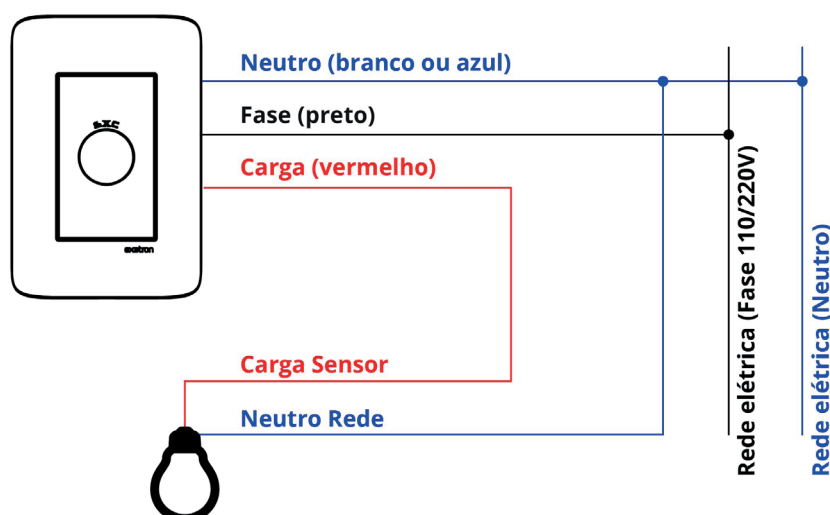 Neutro (branco ou azul)
Fase (preto)
Carga (vermelho)
exatron
Carga Sensor
Neutro Rede
Rede elétrica (Fase 110/220V)
Rede elétrica (Neutro)